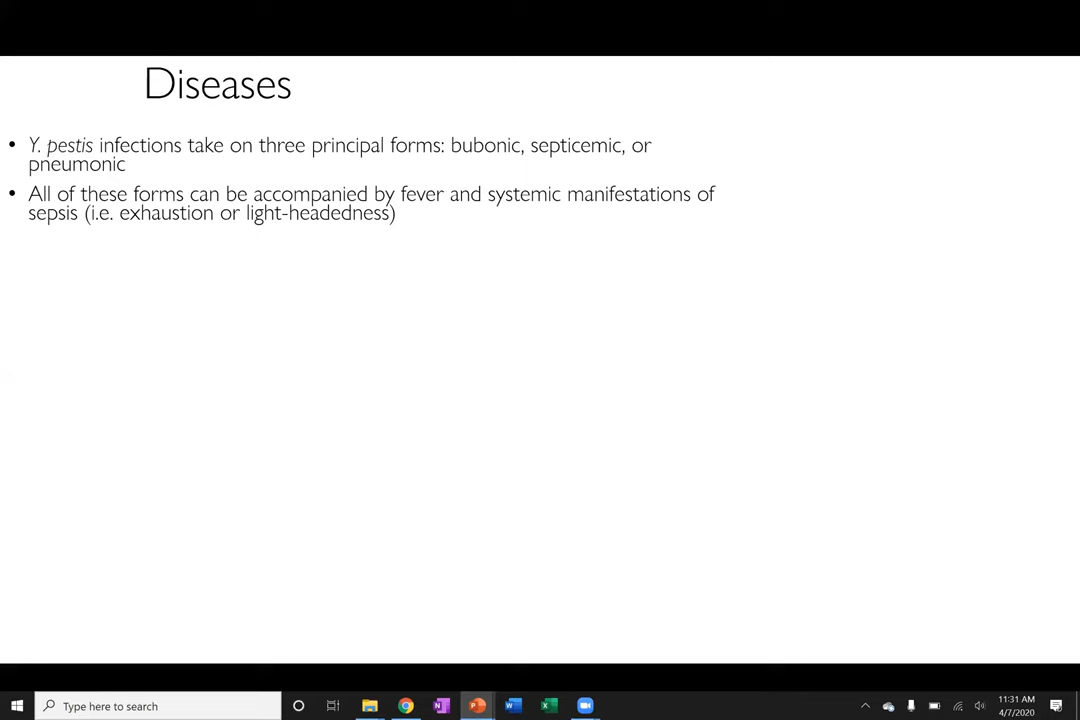 Diseases
• Y. pestis infections take on three principal forms: bubonic, septicemic, or
pneumonic
• All of these forms can be accompanied by fever and systemic manifestations of
sepsis (i.e. exhaustion or light-headedness)
Type here to search
11:31 AM
4/7/2020